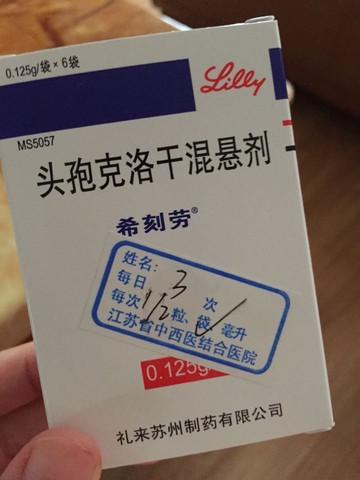 0.125g/袋×6袋
Lilly
MS5057
头孢克洛干混悬剂
希刻劳®
姓名:
每日 3 次
每次 1/2 粒、袋、毫升
江苏省中西医结合医院
0.125g
礼来苏州制药有限公司